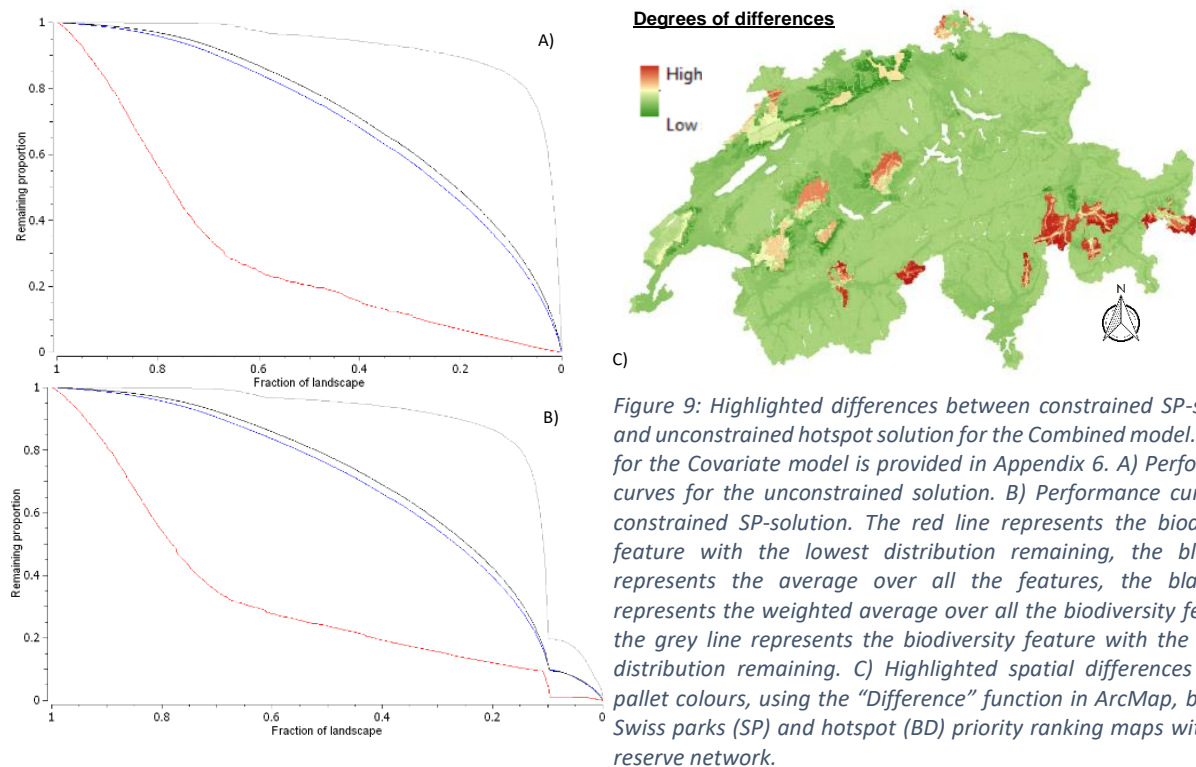 A)
1
0.8
0.6
0.4
0.2
0
Remaining proportion
1
0.8
0.6
0.4
0.2
0
Fraction of landscape
B)
1
0.8
0.6
0.4
0.2
0
Remaining proportion
1
0.8
0.6
0.4
0.2
0
Fraction of landscape
Degrees of differences
High
Low
N
C)
Figure 9: Highlighted differences between constrained SP-s
and unconstrained hotspot solution for the Combined model.
for the Covariate model is provided in Appendix 6. A) Perfo
curves for the unconstrained solution. B) Performance cu
constrained SP-solution. The red line represents the biod
feature with the lowest distribution remaining, the bl
represents the average over all the features, the bla
represents the weighted average over all the biodiversity fe
the grey line represents the biodiversity feature with the
distribution remaining. C) Highlighted spatial differences
pallet colours, using the “Difference” function in ArcMap, b
Swiss parks (SP) and hotspot (BD) priority ranking maps wit
reserve network.